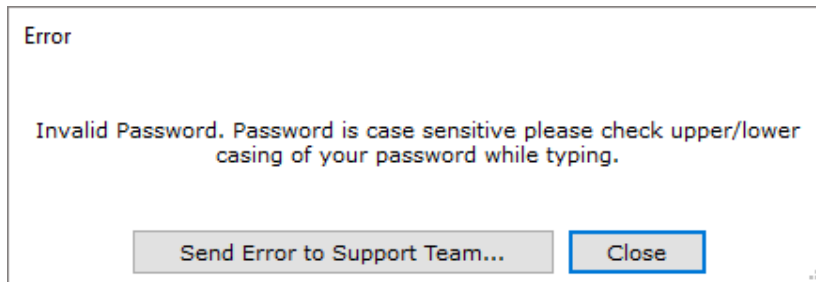 Error
Invalid Password. Password is case sensitive please check upper/lower
casing of your password while typing.
Send Error to Support Team...
Close